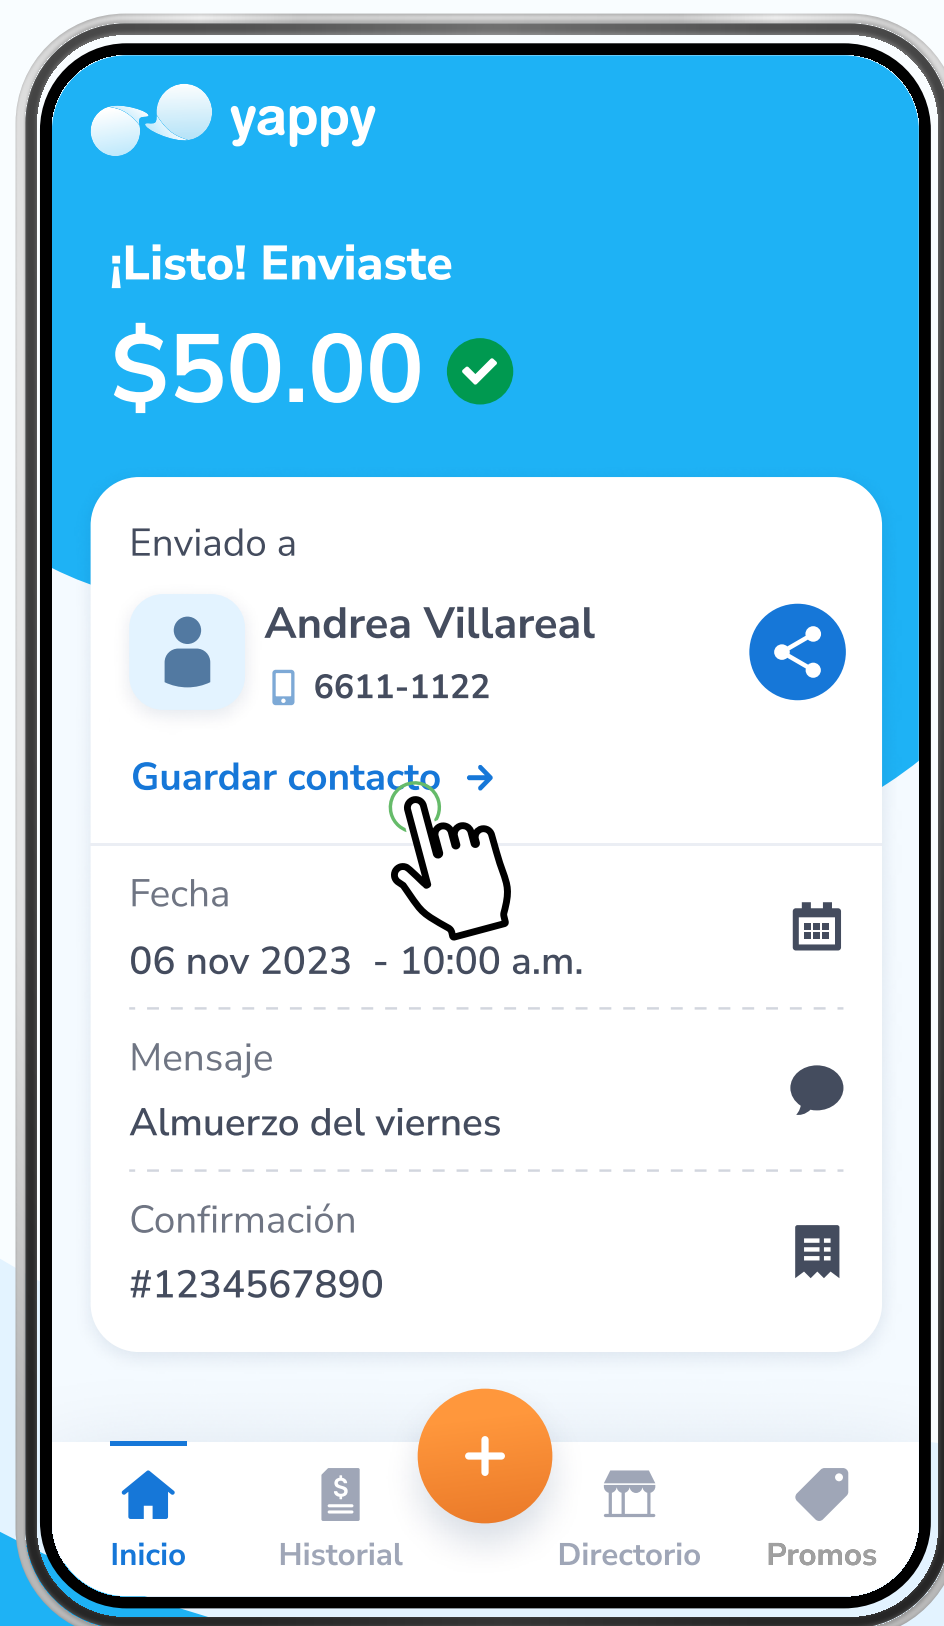 yappy
¡Listo! Enviaste
$50.00
Enviado a
Andrea Villareal
6611-1122
Guardar contacto
Fecha
06 nov 2023 - 10:00 a.m.
Mensaje
Almuerzo del viernes
Confirmación
#1234567890
Inicio Historial Directorio Promos